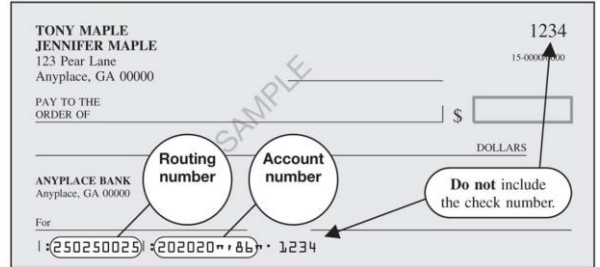 TONY MAPLE
JENNIFER MAPLE
123 Pear Lane
Anyplace, GA 00000
1234
15-0000/0000
SAMPLE
PAY TO THE
ORDER OF
$
DOLLARS
Routing
number
Account
number
ANYPLACE BANK
Anyplace, GA 00000
Do not include
the check number.
For
|:250250025|:202020"'86"' 1234